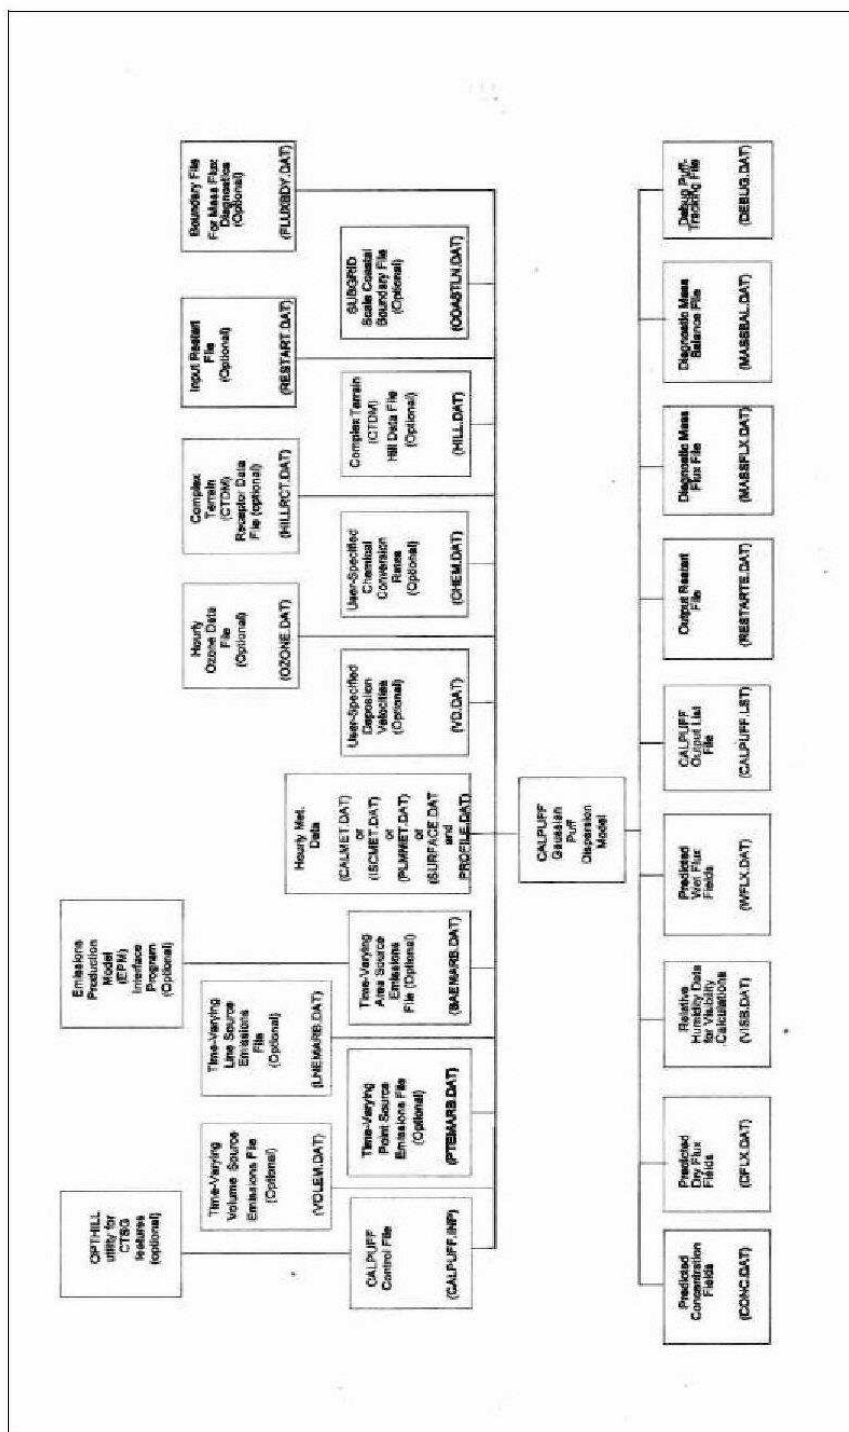 OPTHILL
utility for
CTSG
features
(optional)
Emissions
Production
Model
(EPM)
Interface
Program
(Optional)
Time-Varying
Volume Source
Emissions File
(Optional)
(VOLEM.DAT)
Time-Varying
Line Source
Emissions
File
(Optional)
(LNEMARB.DAT)
Hourly
Ozone Data
File
(Optional)
(OZONE.DAT)
Complex
Terrain
(CTDM)
Receptor Data
File (optional)
(HILLRCT.DAT)
Input Restart
File
(Optional)
(RESTART.DAT)
Boundary File
For Mass Flux
Diagnostics
(Optional)
(FLUXBDY.DAT)
CALPUFF
Control File
(CALPUFF.INP)
Time-Varying
Point Source
Emissions File
(Optional)
(PTEMARB.DAT)
Time-Varying
Area Source
Emissions
File (Optional)
(BAEMARB.DAT)
Hourly Met.
Data
(CALMET.DAT)
or
(ISCMET.DAT)
or
(PLMMET.DAT)
or
(SURFACE.DAT
and
PROFILE.DAT)
User-Specified
Deposition
Velocities
(Optional)
(VD.DAT)
User-Specified
Chemical
Conversion
Rates
(Optional)
(CHEM.DAT)
Complex Terrain
(CTDM)
Hill Data File
(Optional)
(HILL.DAT)
SUBGRID
Scale Coastal
Boundary File
(Optional)
(COASTLN.DAT)
CALPUFF
Gaussian
Puff
Dispersion
Model
Predicted
Concentration
Fields
(CONC.DAT)
Predicted
Dry Flux
Fields
(DFLX.DAT)
Relative
Humidity Data
for Visibility
Calculations
(VISB.DAT)
Predicted
Wet Flux
Fields
(WFLX.DAT)
CALPUFF
Output List
File
(CALPUFF.LST)
Output Restart
File
(RESTARTE.DAT)
Diagnostic Mass
Flux File
(MASSFLX.DAT)
Diagnostic Mass
Balance File
(MASSBAL.DAT)
Debug Puff-
Tracking File
(DEBUG.DAT)